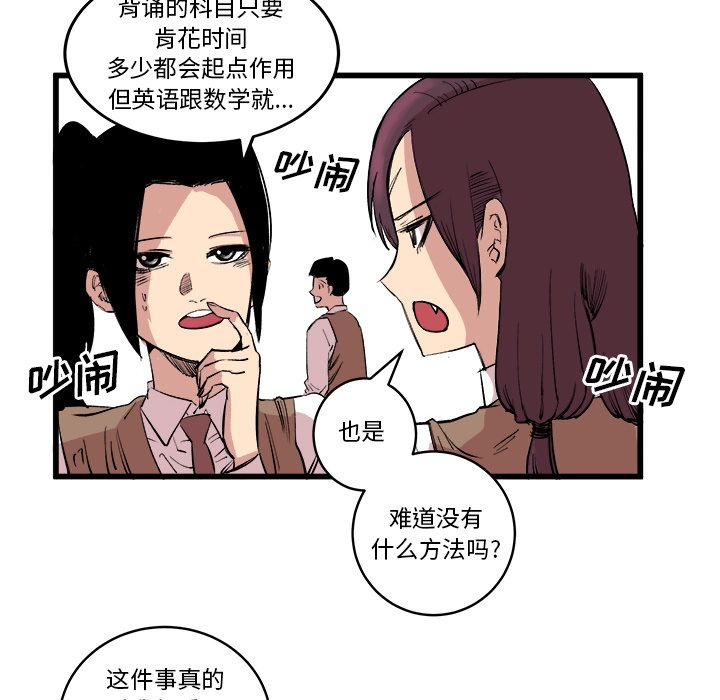 背诵的科目只要
肯花时间
多少都会起点作用
但英语跟数学就...
吵闹
吵闹
吵闹
也是
难道没有
什么方法吗?
这件事真的